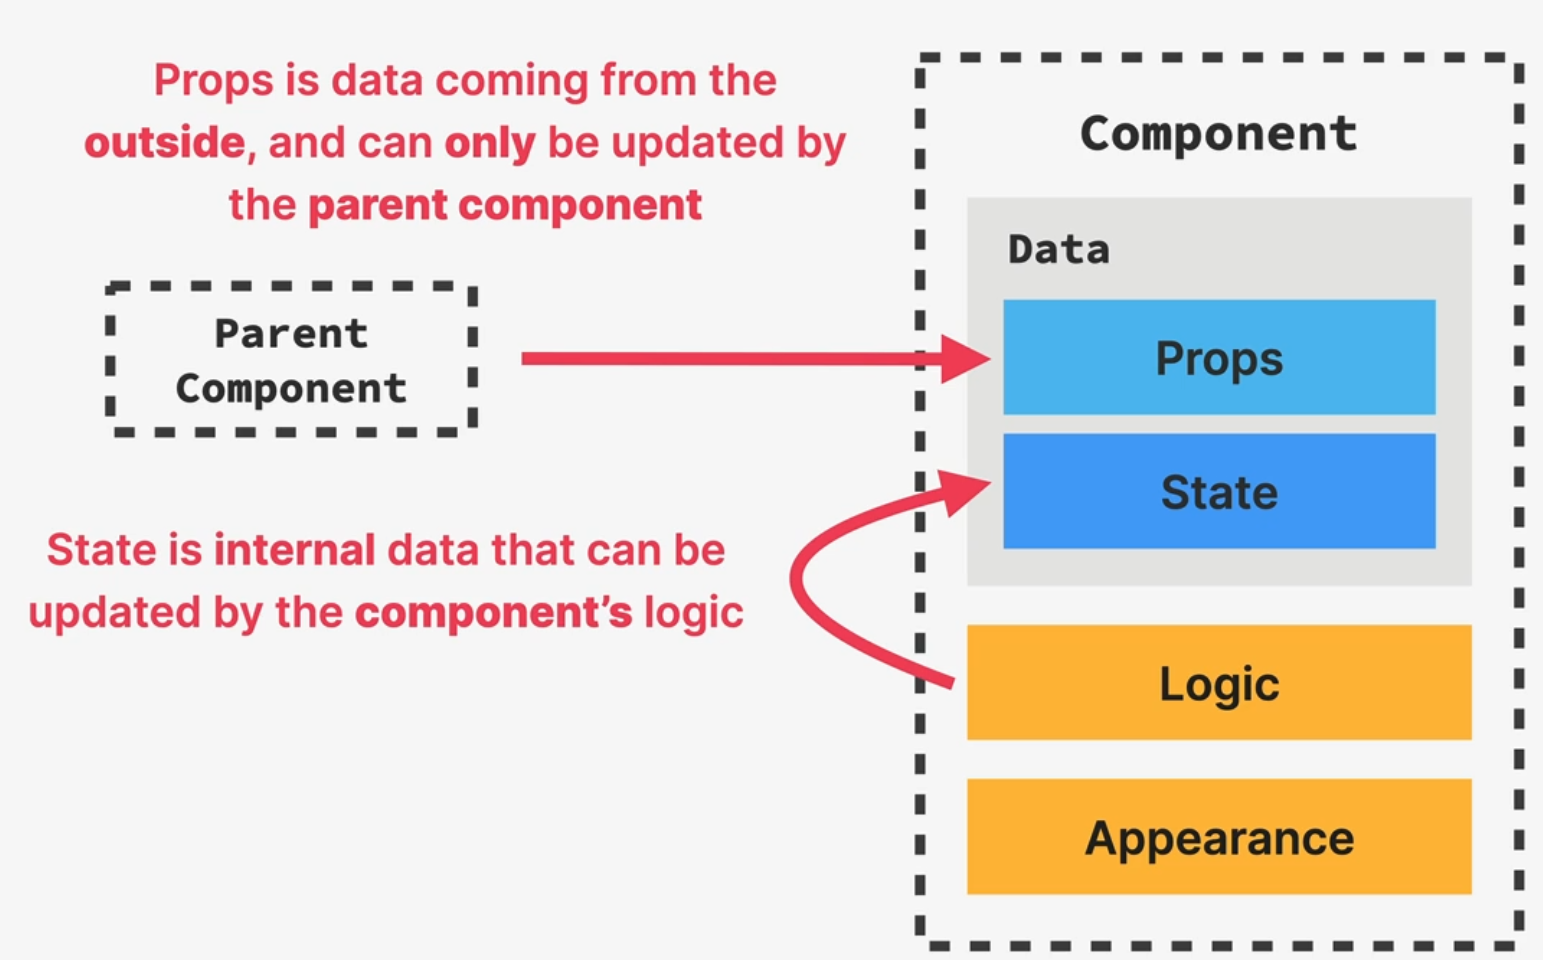 Props is data coming from the
outside, and can only be updated by
the parent component
Parent
Component
State is internal data that can be
updated by the component’s logic
Component
Data
Props
State
Logic
Appearance